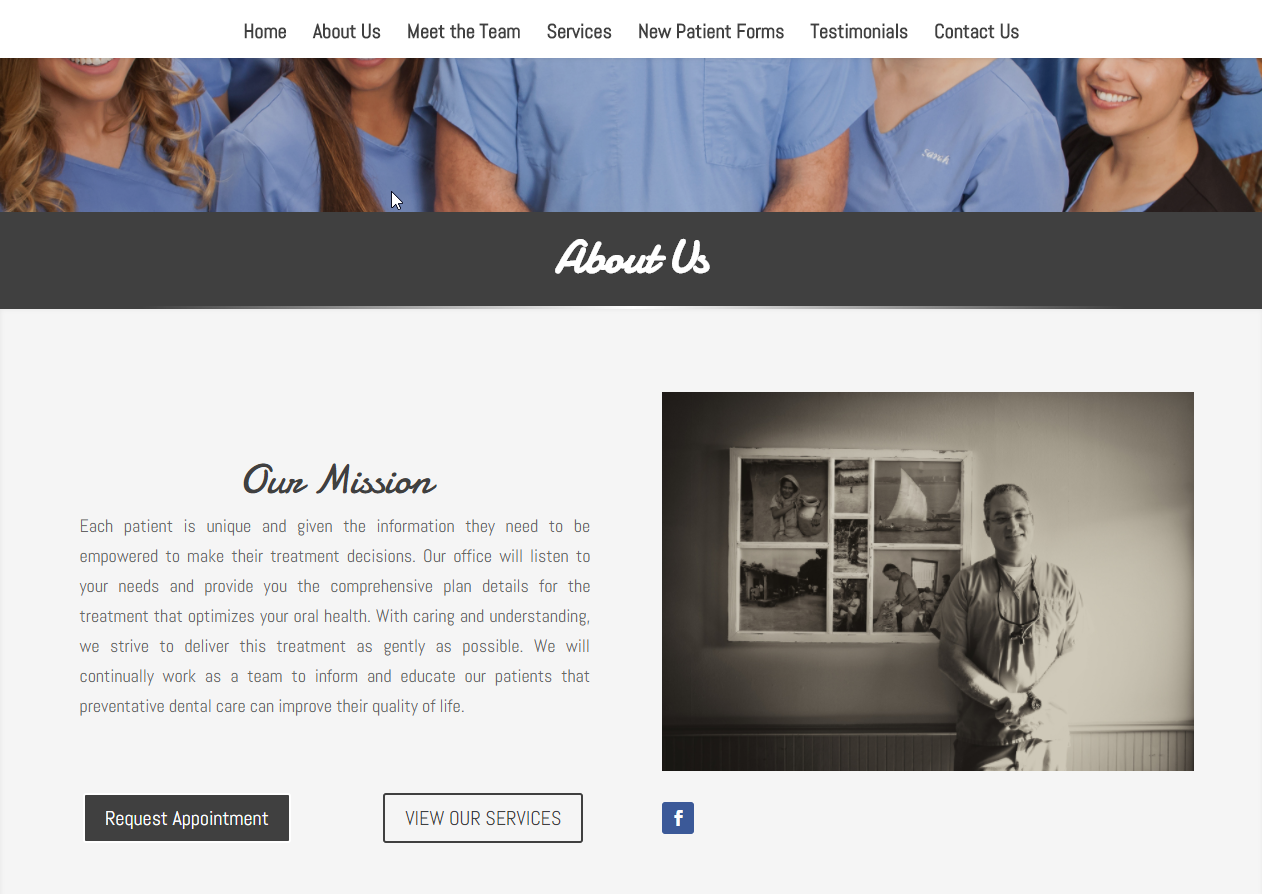 Home About Us Meet the Team Services New Patient Forms Testimonials Contact Us
Sarah
About Us
Our Mission
Each patient is unique and given the information they need to be
empowered to make their treatment decisions. Our office will listen to
your needs and provide you the comprehensive plan details for the
treatment that optimizes your oral health. With caring and understanding,
we strive to deliver this treatment as gently as possible. We will
continually work as a team to inform and educate our patients that
preventative dental care can improve their quality of life.
Request Appointment VIEW OUR SERVICES f